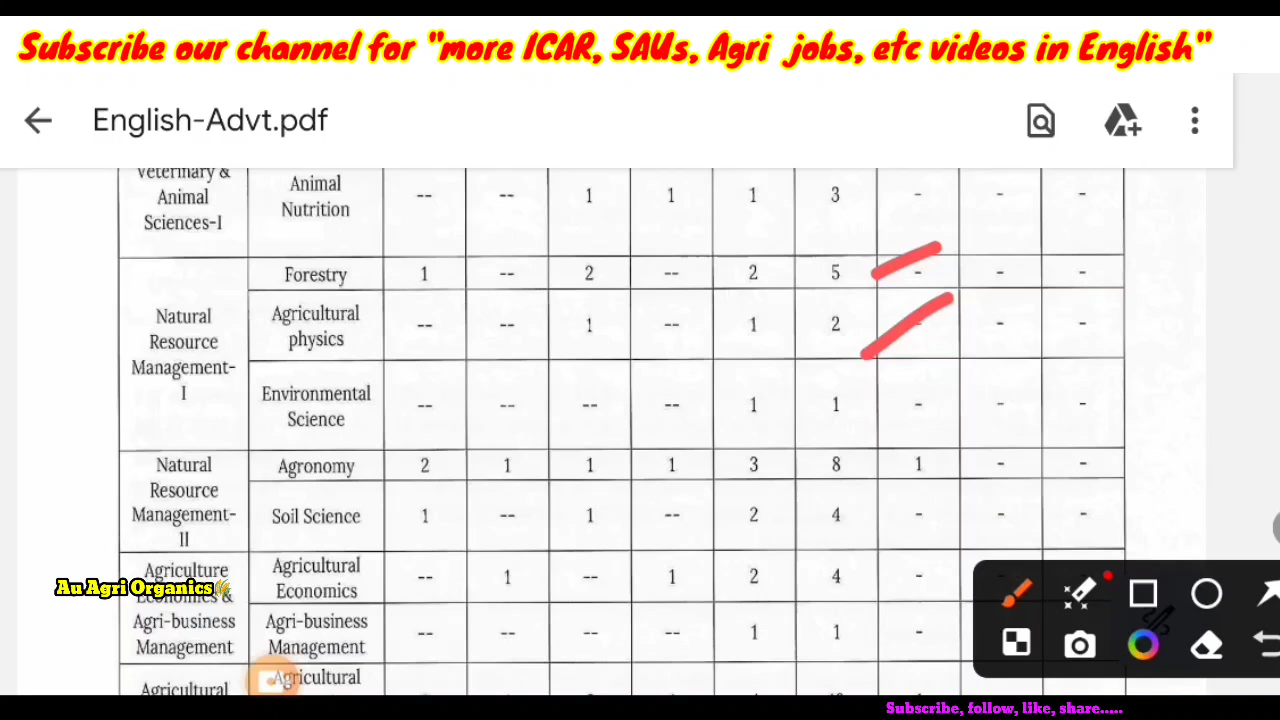 Subscribe our channel for "more ICAR, SAUs, Agri jobs, etc videos in English"
English-Advt.pdf
Veterinary &
Animal
Sciences-I
Animal
Nutrition
-- -- 1 1 1 3 - - -
Natural
Resource
Management-
I
Forestry 1 -- 2 -- 2 5 - - -
Agricultural
physics
-- -- 1 -- 1 2 - - -
Environmental
Science
-- -- -- -- 1 1 - - -
Natural
Resource
Management-
II
Agronomy 2 1 1 1 3 8 1 - -
Soil Science 1 -- 1 -- 2 4 - - -
Agriculture
Economics &
Agri-business
Management
Agricultural
Economics
-- 1 -- 1 2 4 -
Agri-business
Management
-- -- -- -- 1 1 -
Agricultural
Agricultural
Au Agri Organics
Subscribe, follow, like, share.....